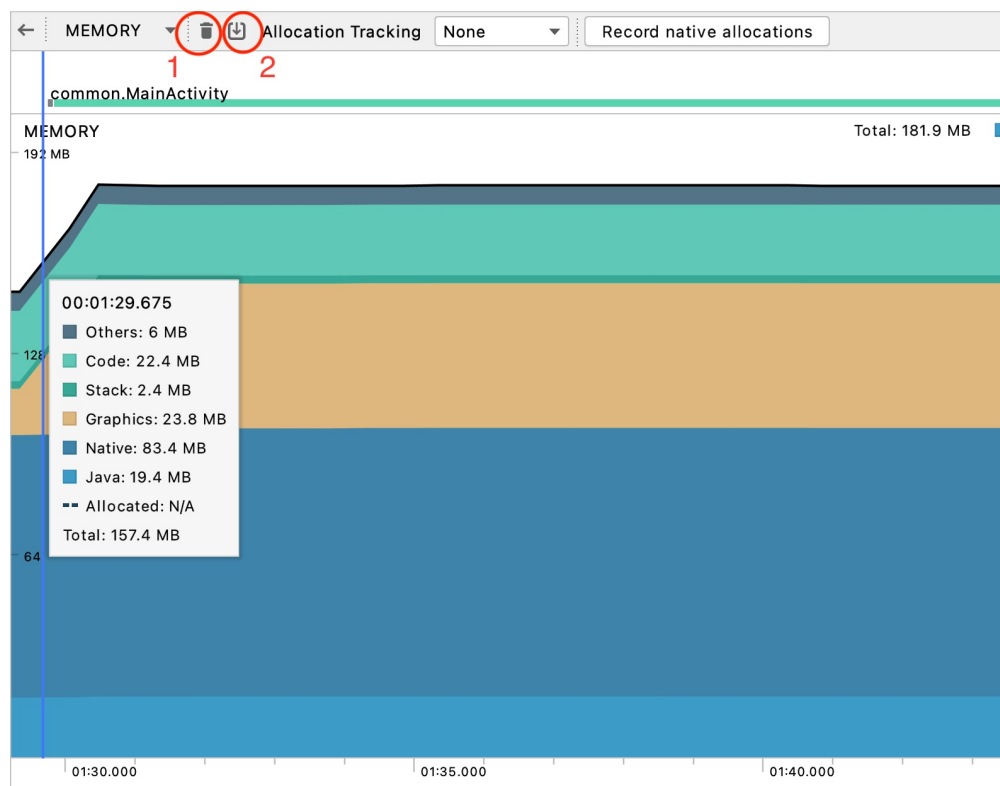 MEMORY
Allocation Tracking
None
Record native allocations
1
2
common.MainActivity
MEMORY
Total: 181.9 MB
192 MB
00:01:29.675
Others: 6 MB
128
Code: 22.4 MB
Stack: 2.4 MB
Graphics: 23.8 MB
Native: 83.4 MB
Java: 19.4 MB
Allocated: N/A
Total: 157.4 MB
64
01:30.000
01:35.000
01:40.000